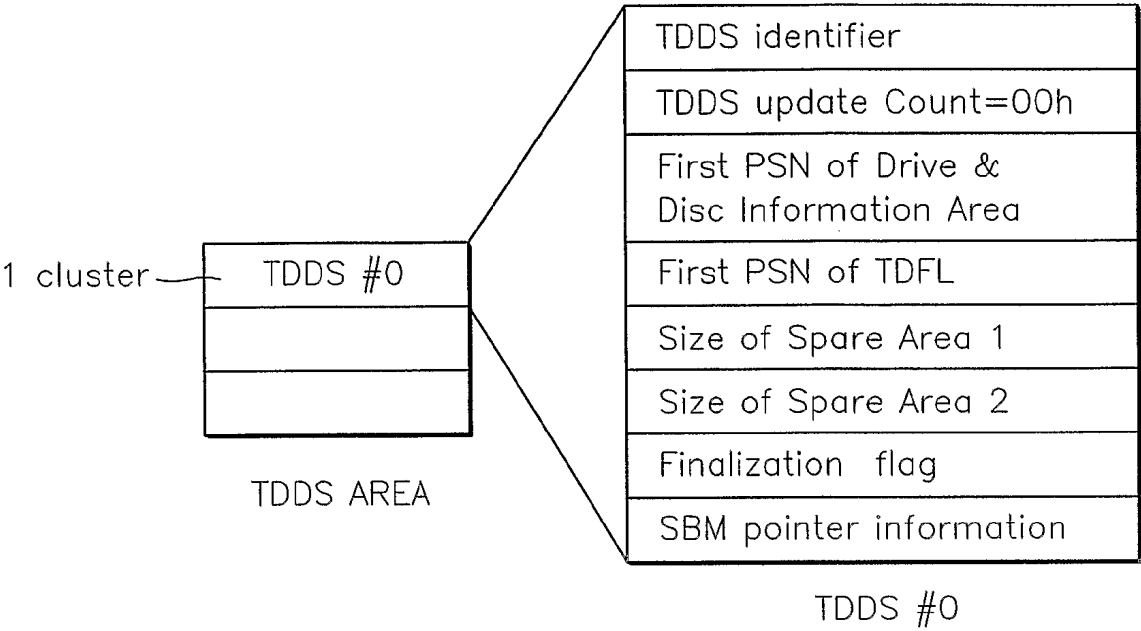 1 cluster
TDDS #0
TDDS AREA
TDDS identifier
TDDS update Count=00h
First PSN of Drive &
Disc Information Area
First PSN of TDFL
Size of Spare Area 1
Size of Spare Area 2
Finalization flag
SBM pointer information
TDDS #0